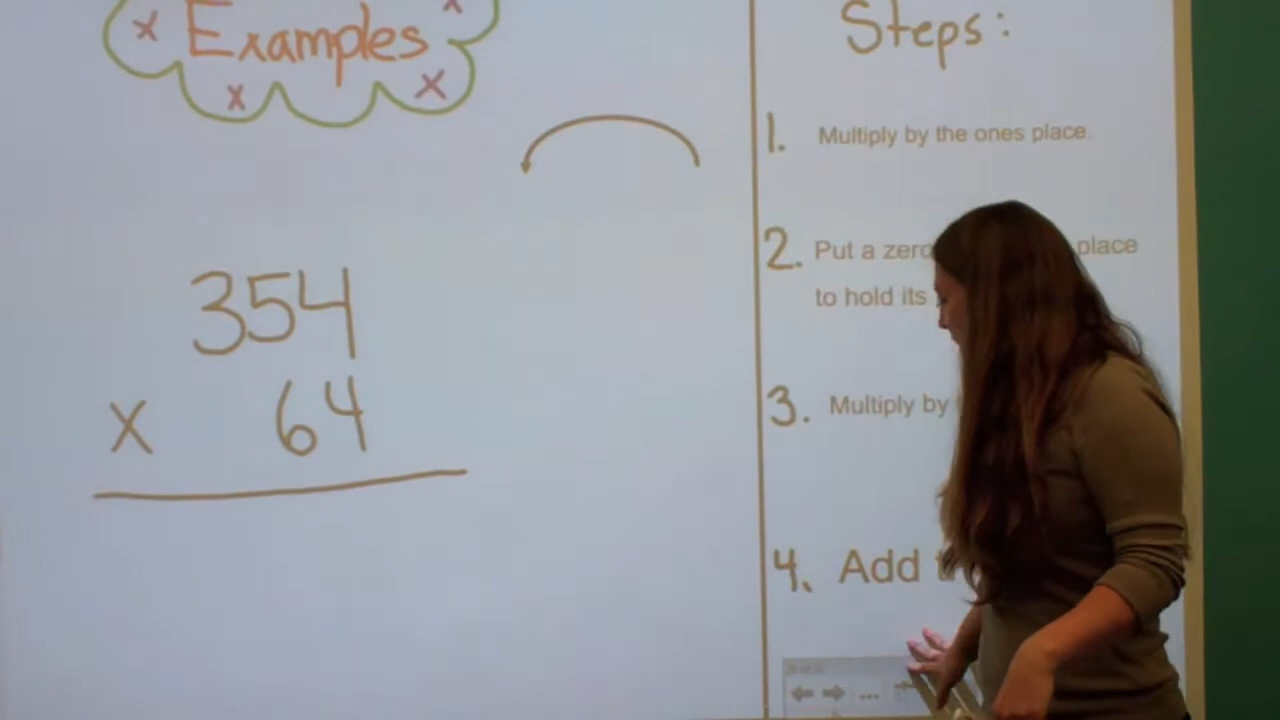 Examples
354
x 64
Steps:
1. Multiply by the ones place.
2. Put a zero place
to hold its
3. Multiply by
4. Add